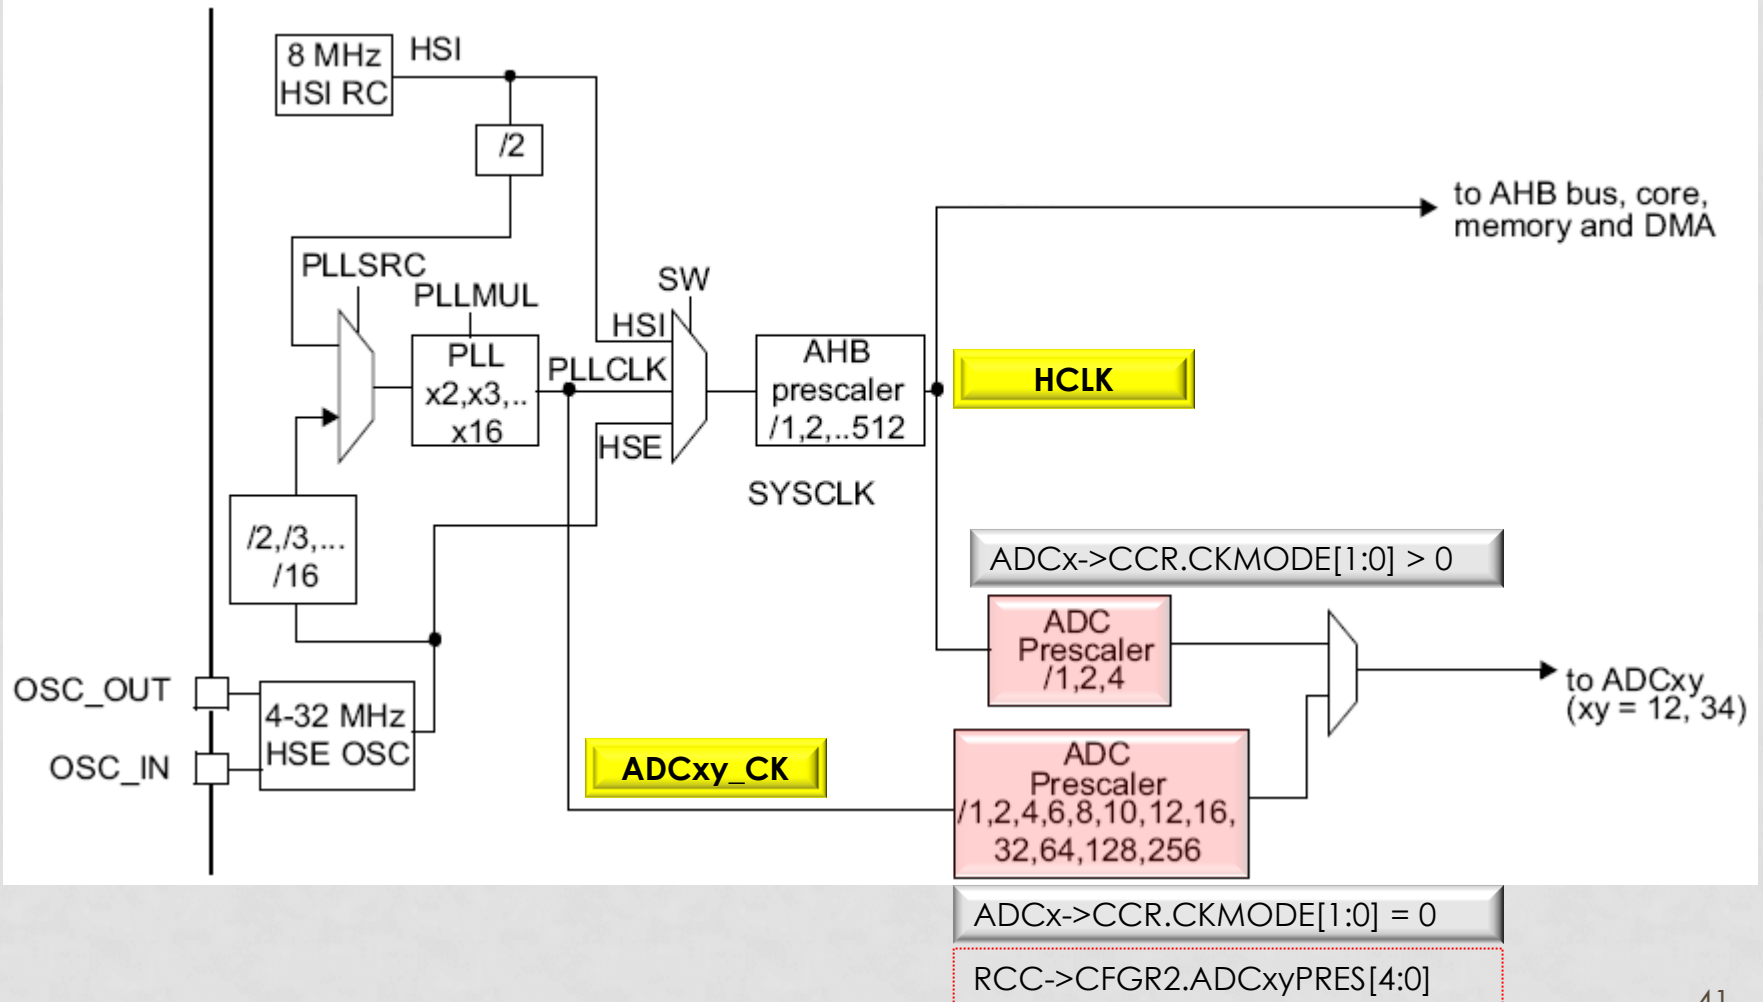 8 MHz
HSI RC
HSI
/2
to AHB bus, core,
memory and DMA
PLLSRC
PLLMUL
SW
HSI
PLL
x2,x3,..
x16
PLLCLK
AHB
prescaler
/1,2,..512
HCLK
HSE
SYSCLK
/2,/3,...
/16
ADCx->CCR.CKMODE[1:0] > 0
ADC
Prescaler
/1,2,4
OSC_OUT
4-32 MHz
HSE OSC
OSC_IN
to ADCxy
(xy = 12, 34)
ADCxy_CK
ADC
Prescaler
/1,2,4,6,8,10,12,16,
32,64,128,256
ADCx->CCR.CKMODE[1:0] = 0
RCC->CFGR2.ADCxyPRES[4:0]
41